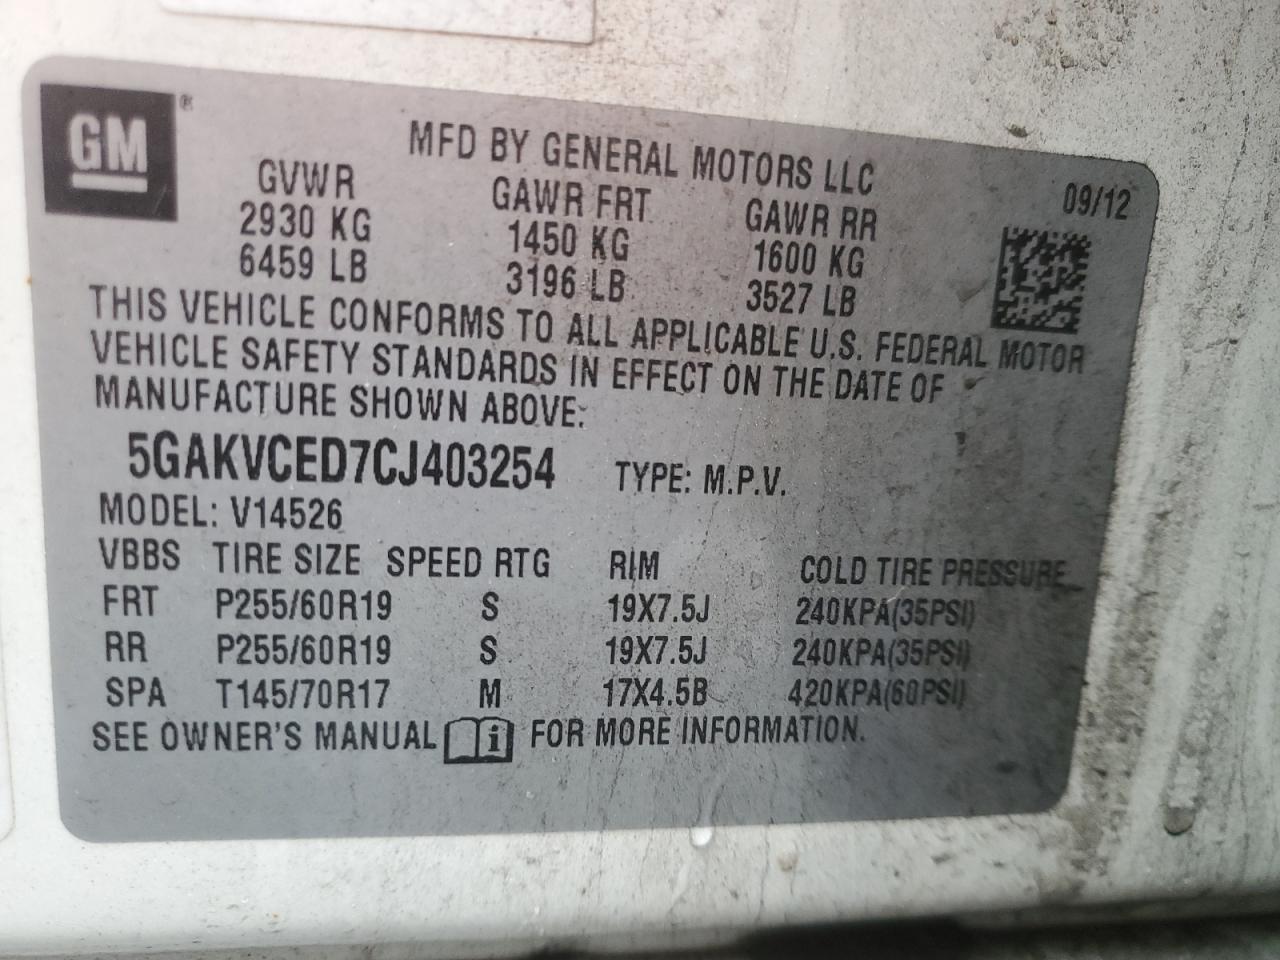 GM ®
MFD BY GENERAL MOTORS LLC
GVWR GAWR FRT GAWR RR 09/12
2930 KG 1450 KG 1600 KG
6459 LB 3196 LB 3527 LB
THIS VEHICLE CONFORMS TO ALL APPLICABLE U.S. FEDERAL MOTOR
VEHICLE SAFETY STANDARDS IN EFFECT ON THE DATE OF
MANUFACTURE SHOWN ABOVE:
5GAKVCED7CJ403254 TYPE: M.P.V.
MODEL: V14526
VBBS TIRE SIZE SPEED RTG RIM COLD TIRE PRESSURE
FRT P255/60R19 S 19X7.5J 240KPA(35PSI)
RR P255/60R19 S 19X7.5J 240KPA(35PSI)
SPA T145/70R17 M 17X4.5B 420KPA(60PSI)
SEE OWNER'S MANUAL i FOR MORE INFORMATION.